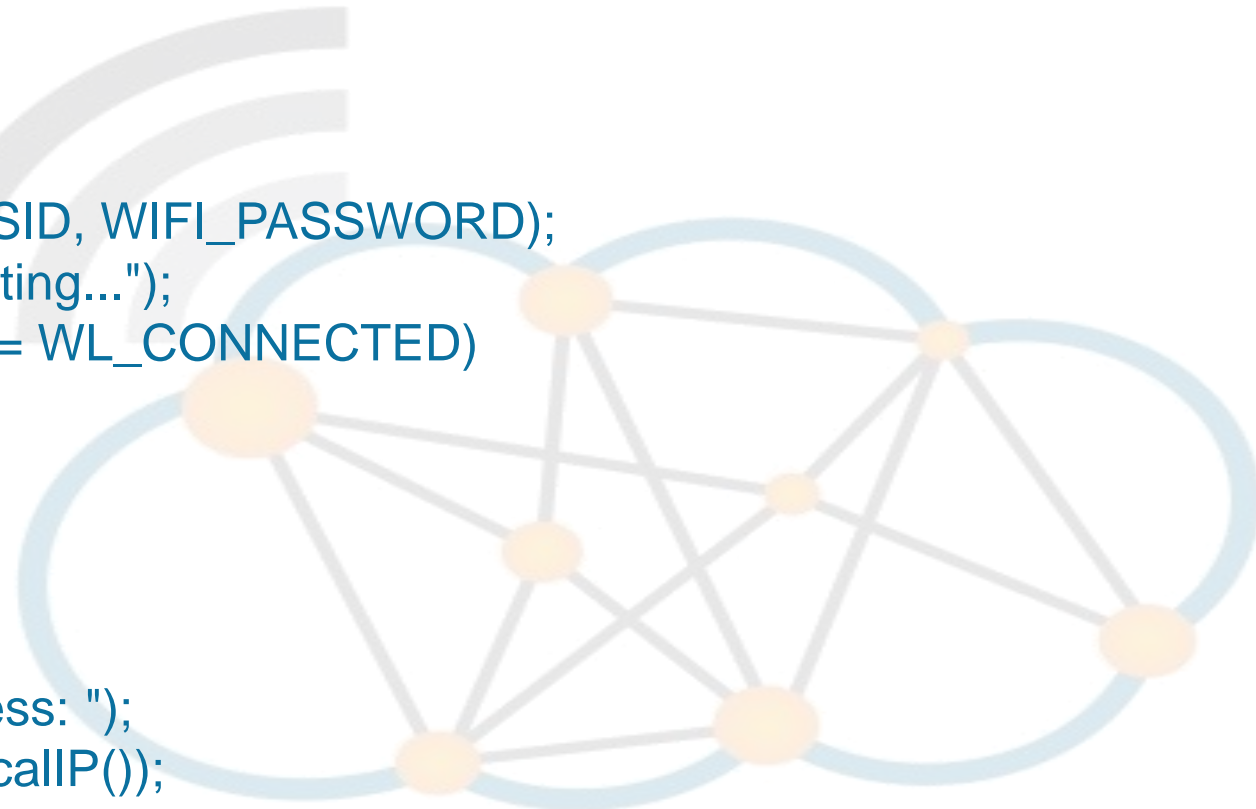 SID, WIFI_PASSWORD);
ting...");
= WL_CONNECTED)
ess: ");
calIP());